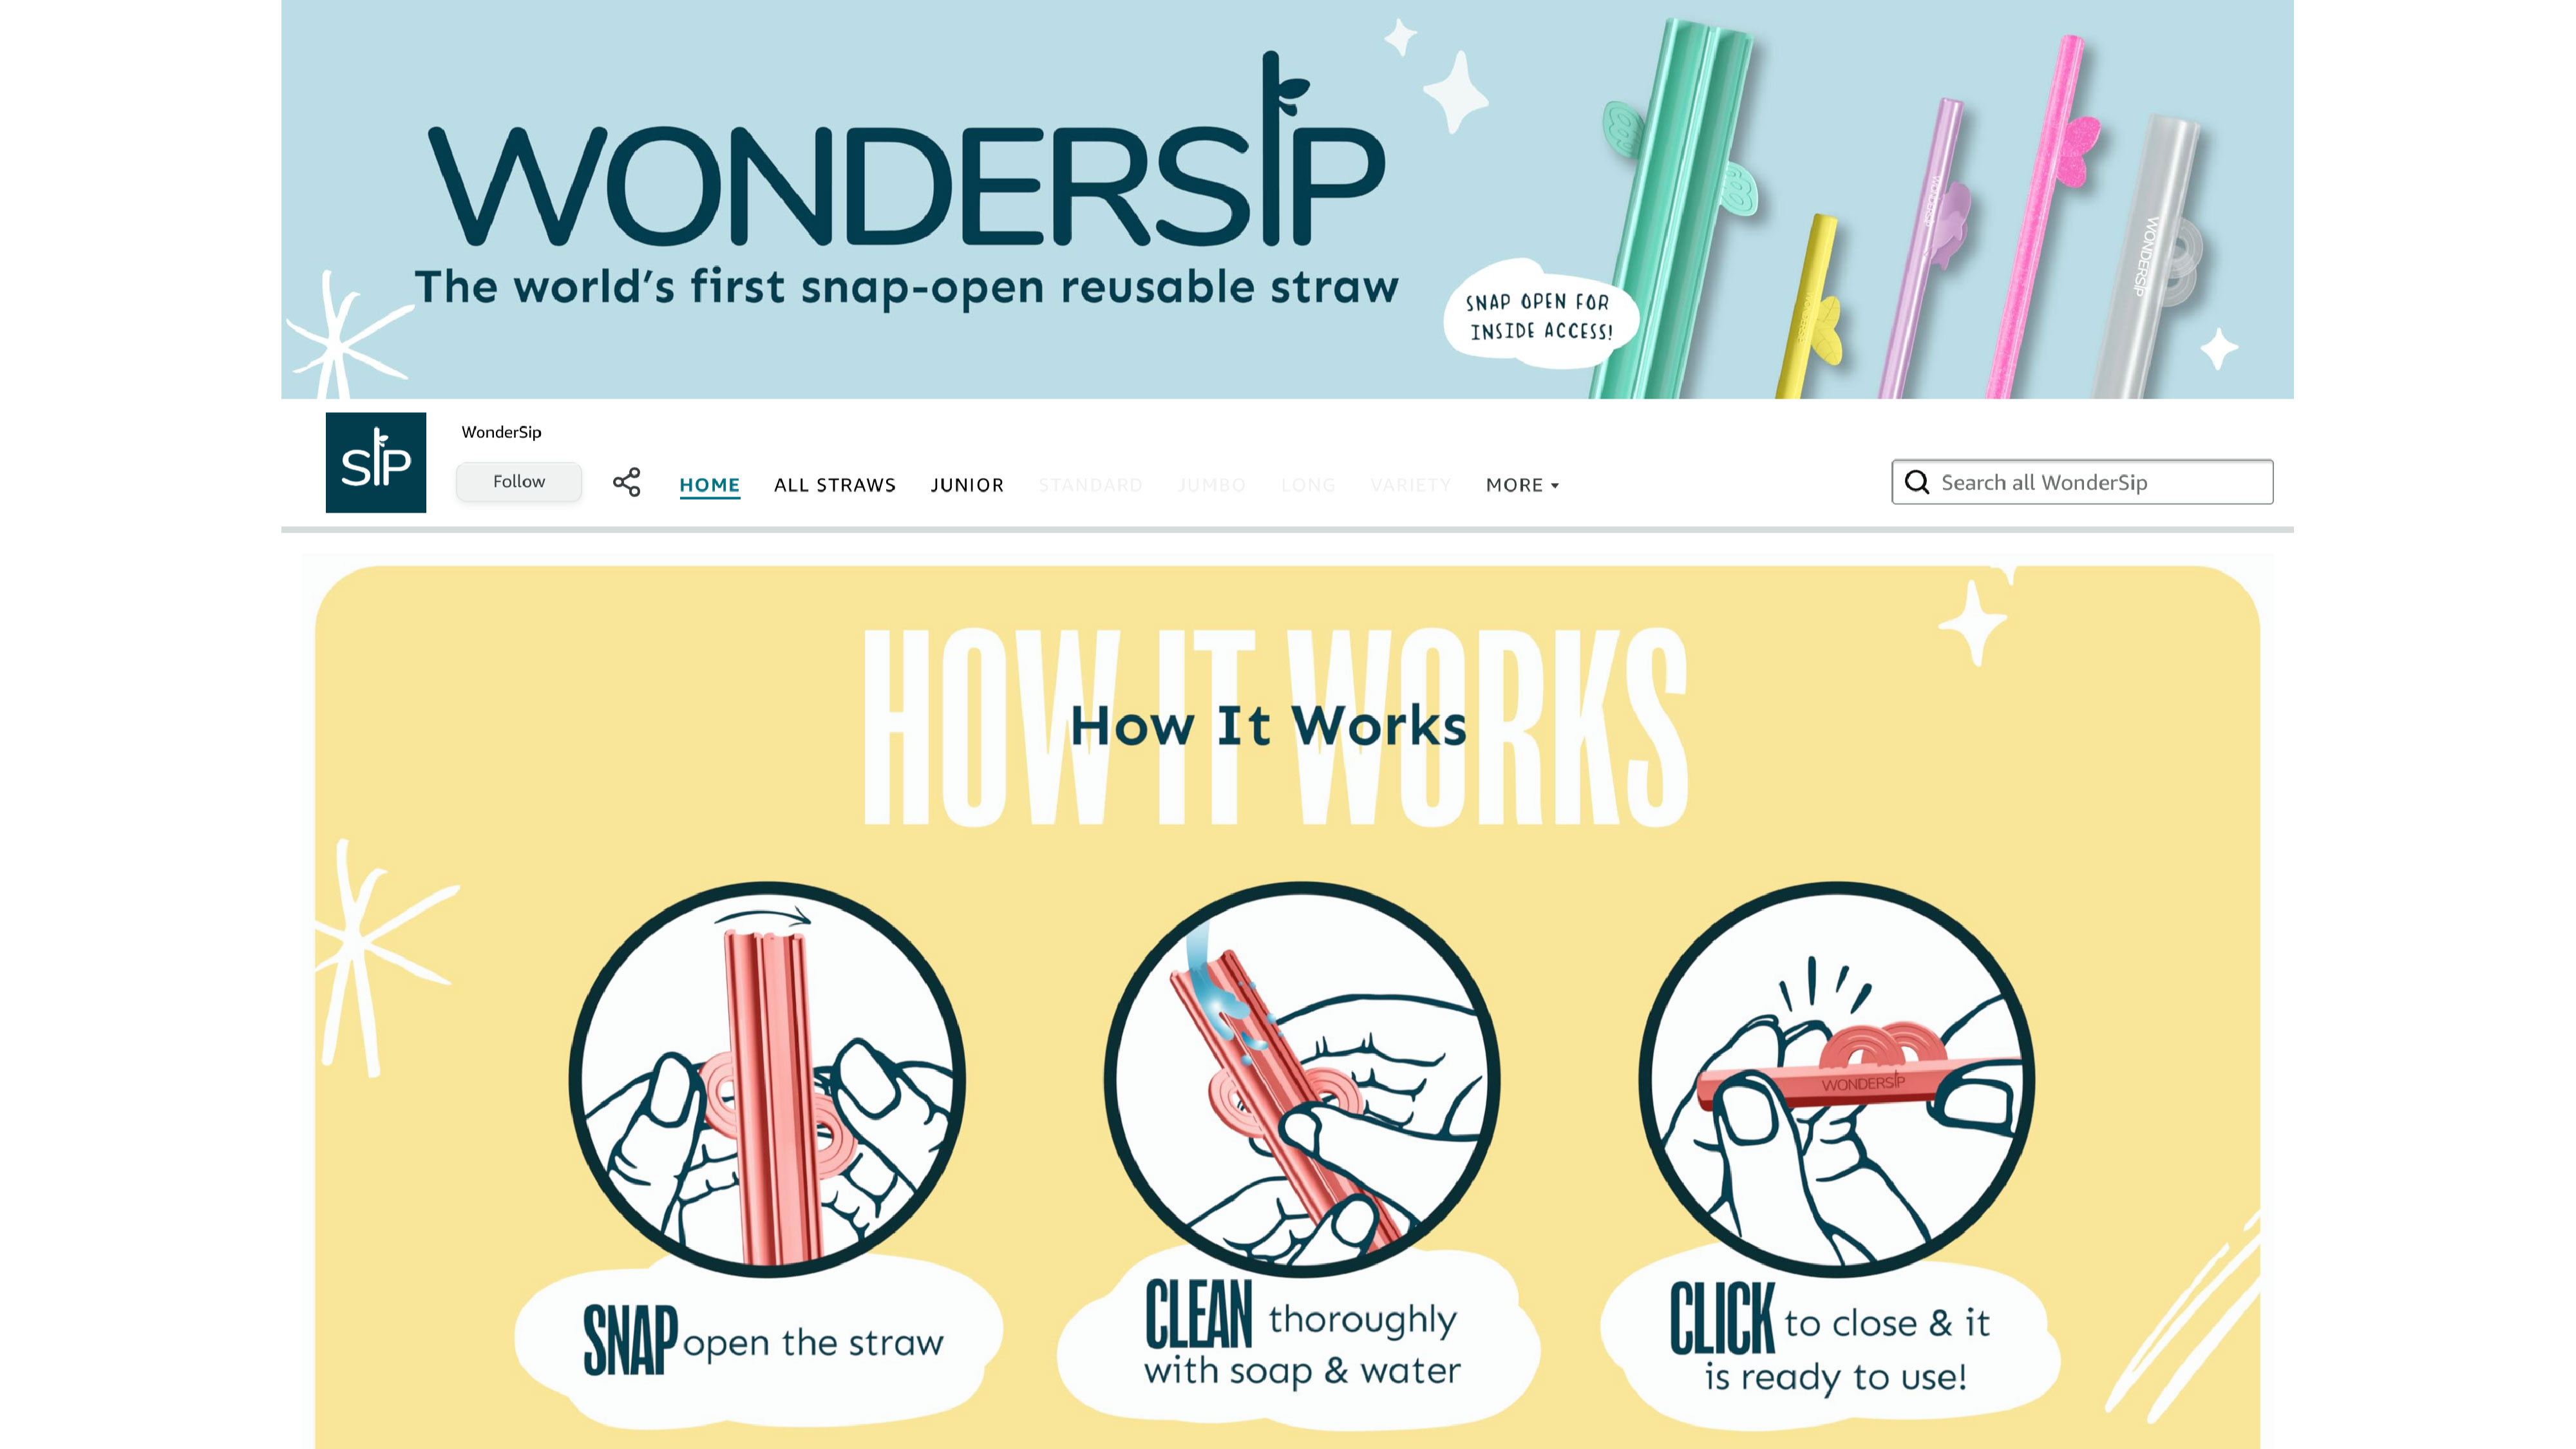 WONDERSIP
The world's first snap-open reusable straw
SNAP OPEN FOR
INSIDE ACCESS!
WONDERSIP
WONDERSIP
SIP
WonderSip
Follow
HOME
ALL STRAWS
JUNIOR
STANDARD
JUMBO
LONG
VARIETY
MORE
Search all WonderSip
HOW IT WORKS
How It Works
WONDERSIP
SNAP open the straw
CLEAN thoroughly
with soap & water
CLICK to close & it
is ready to use!